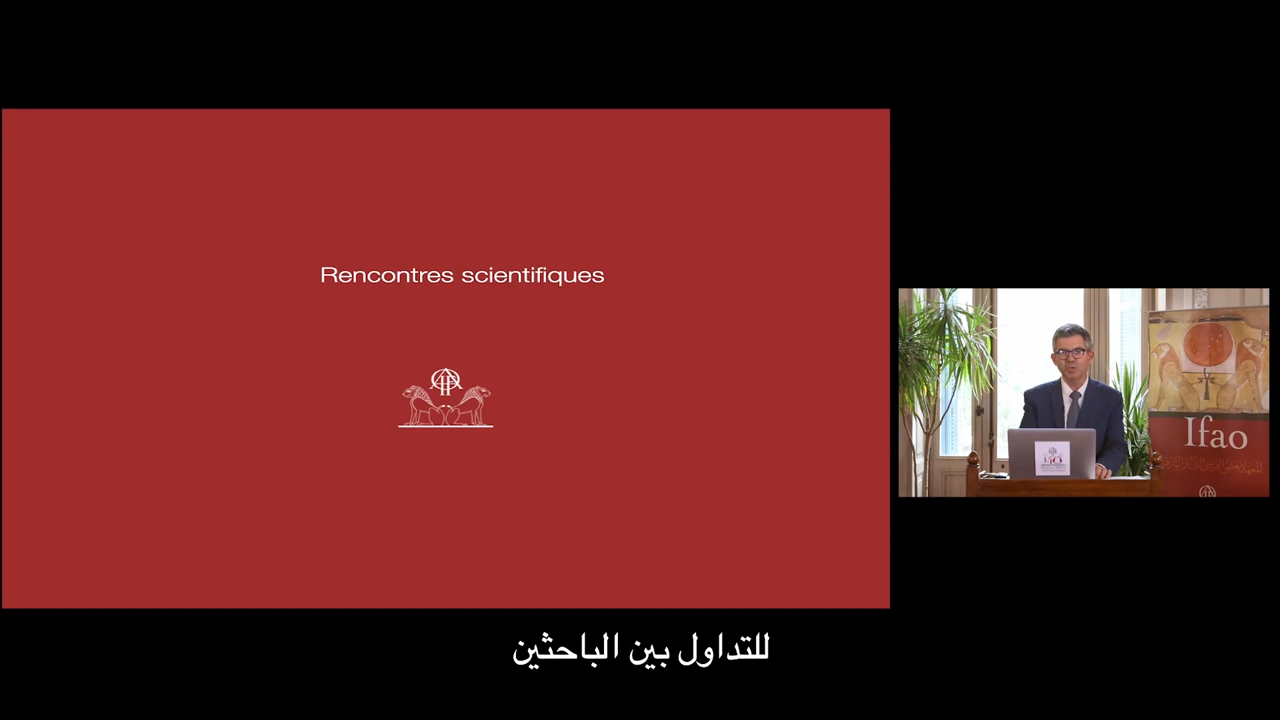 Rencontres scientifiques
Ifao
للتداول بين الباحثين